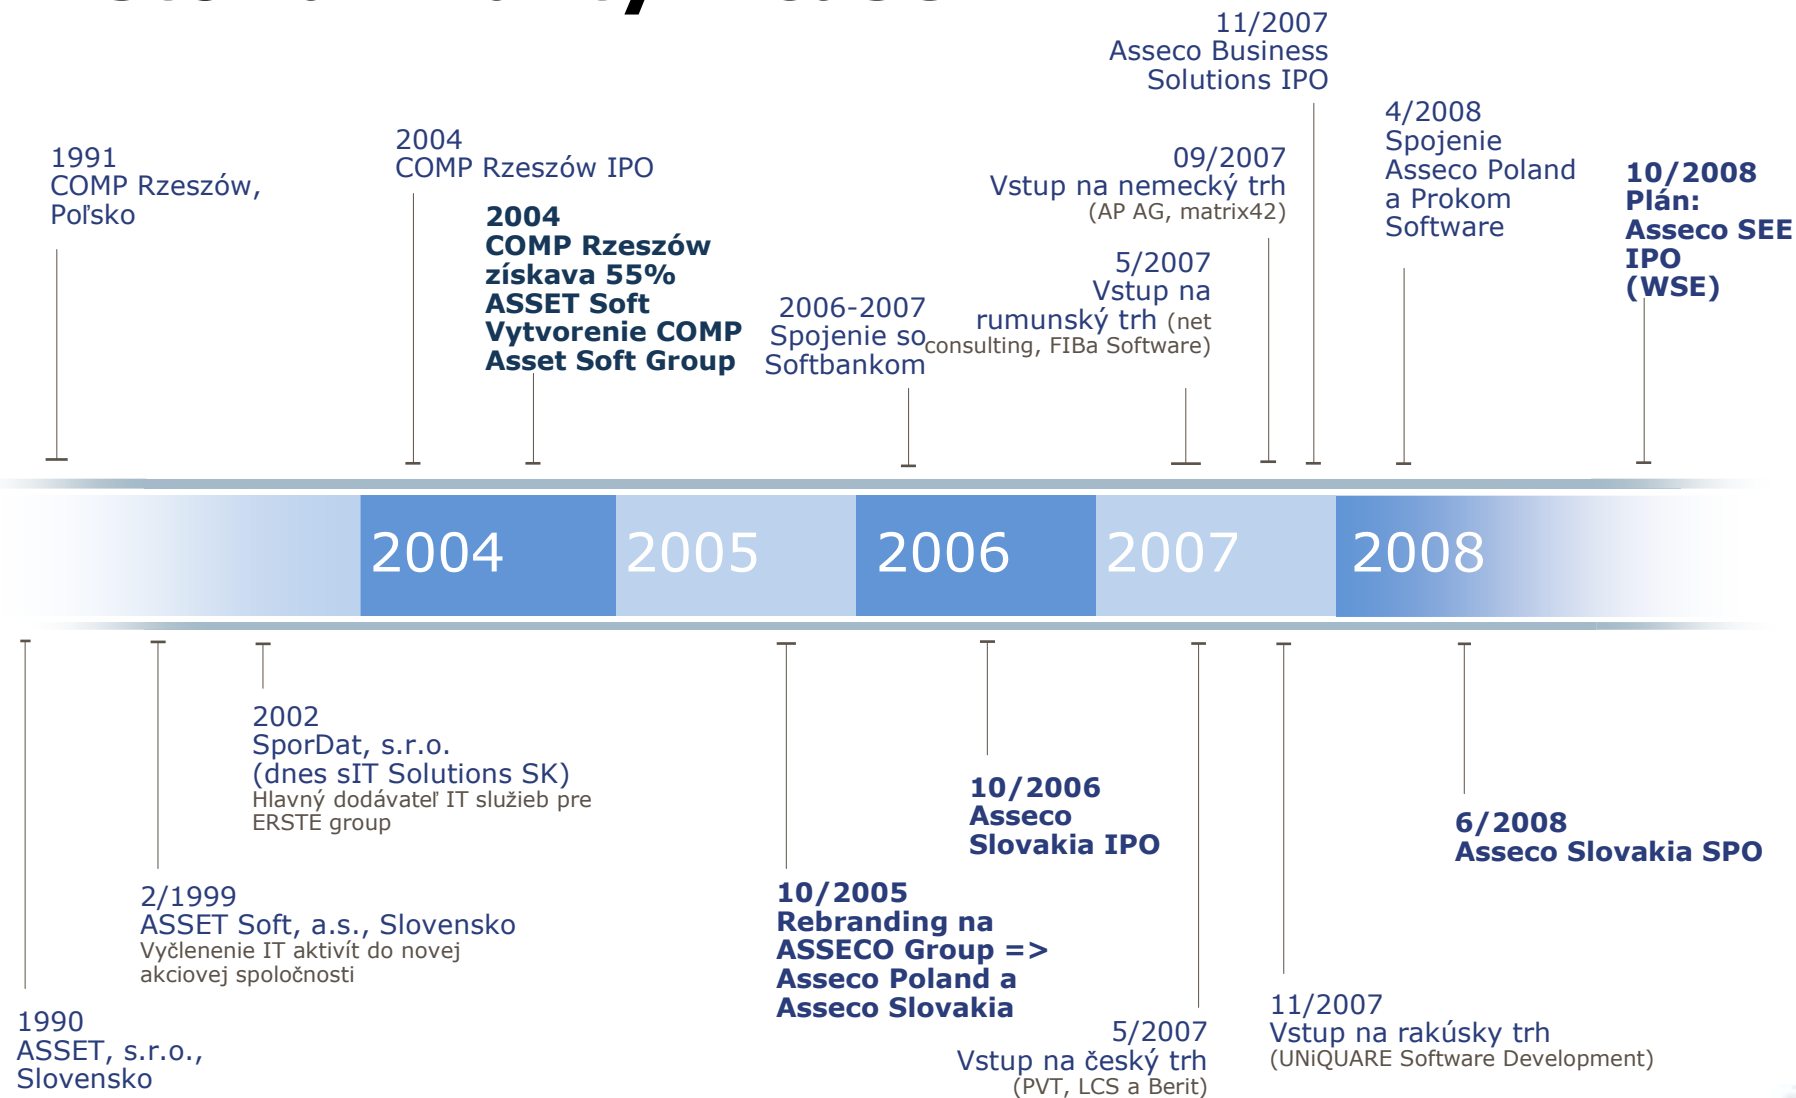 11/2007
Asseco Business
Solutions IPO
4/2008
Spojenie
Asseco Poland
a Prokom
Software
2004
COMP Rzeszów IPO
1991
COMP Rzeszów,
Poľsko
09/2007
Vstup na nemecký trh
(AP AG, matrix42)
10/2008
Plán:
Asseco SEE
IPO
(WSE)
2004
COMP Rzeszów
získava 55%
ASSET Soft
Vytvorenie COMP
Asset Soft Group
5/2007
Vstup na
rumunský trh (net
consulting, FIBa Software)
2006-2007
Spojenie so
Softbankom
2004
2005
2006
2007
2008
2002
SporDat, s.r.o.
(dnes sIT Solutions SK)
Hlavný dodávateľ IT služieb pre
ERSTE group
10/2006
Asseco
Slovakia IPO
6/2008
Asseco Slovakia SPO
2/1999
ASSET Soft, a.s., Slovensko
Vyčlenenie IT aktivít do novej
akciovej spoločnosti
10/2005
Rebranding na
ASSECO Group =>
Asseco Poland a
Asseco Slovakia
1990
ASSET, s.r.o.,
Slovensko
5/2007
Vstup na český trh
(PVT, LCS a Berit)
11/2007
Vstup na rakúsky trh
(UNiQUARE Software Development)